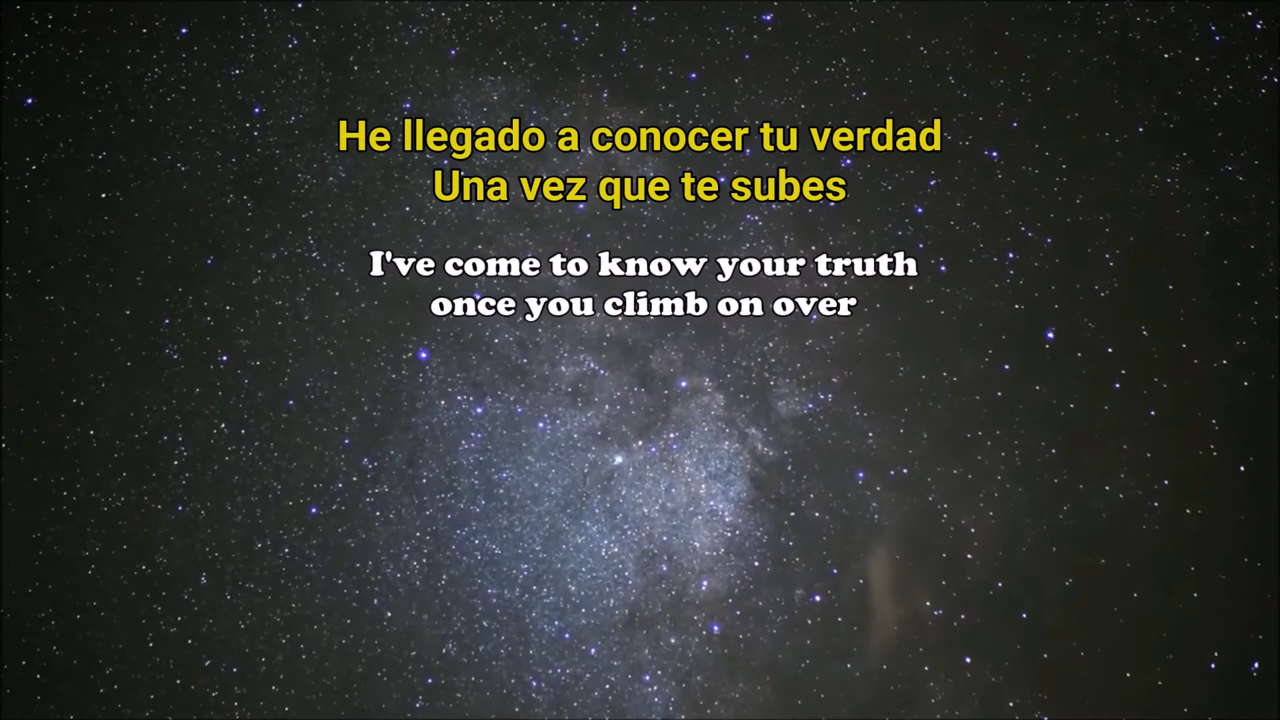 He llegado a conocer tu verdad
Una vez que te subes
I've come to know your truth
once you climb on over